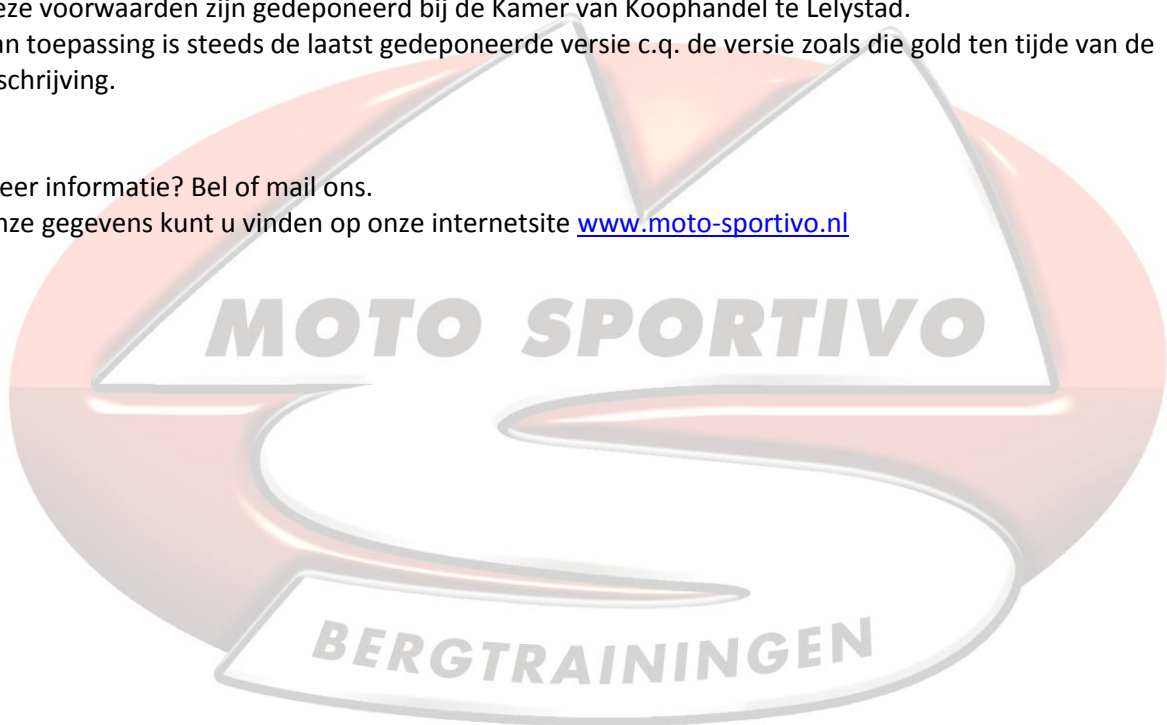 eze voorwaarden zijn gedeponeerd bij de Kamer van Koophandel te Lelystad.
an toepassing is steeds de laatst gedeponeerde versie c.q. de versie zoals die gold ten tijde van de
schrijving.
eer informatie? Bel of mail ons.
nze gegevens kunt u vinden op onze internetsite www.moto-sportivo.nl
MOTO SPORTIVO
BERGTRAININGEN